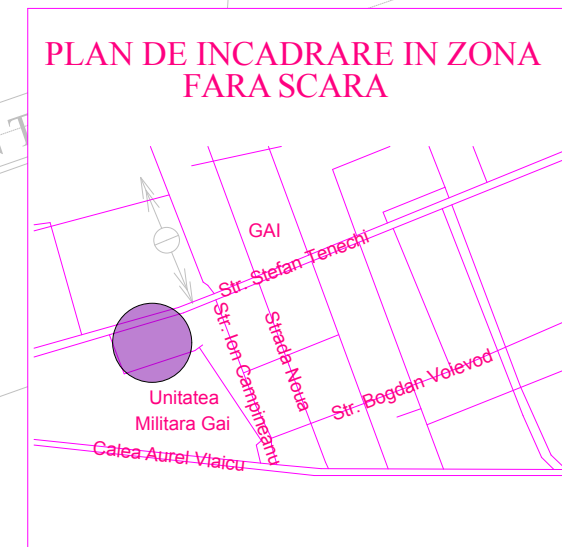 PLAN DE INCADRARE IN ZONA
FARA SCARA
GAI
Str. Stefan Tenechi
Str. Ion Campineanu
Strada Noua
Str. Bogdan Voievod
Unitatea
Militara Gai
Calea Aurel Vlaicu